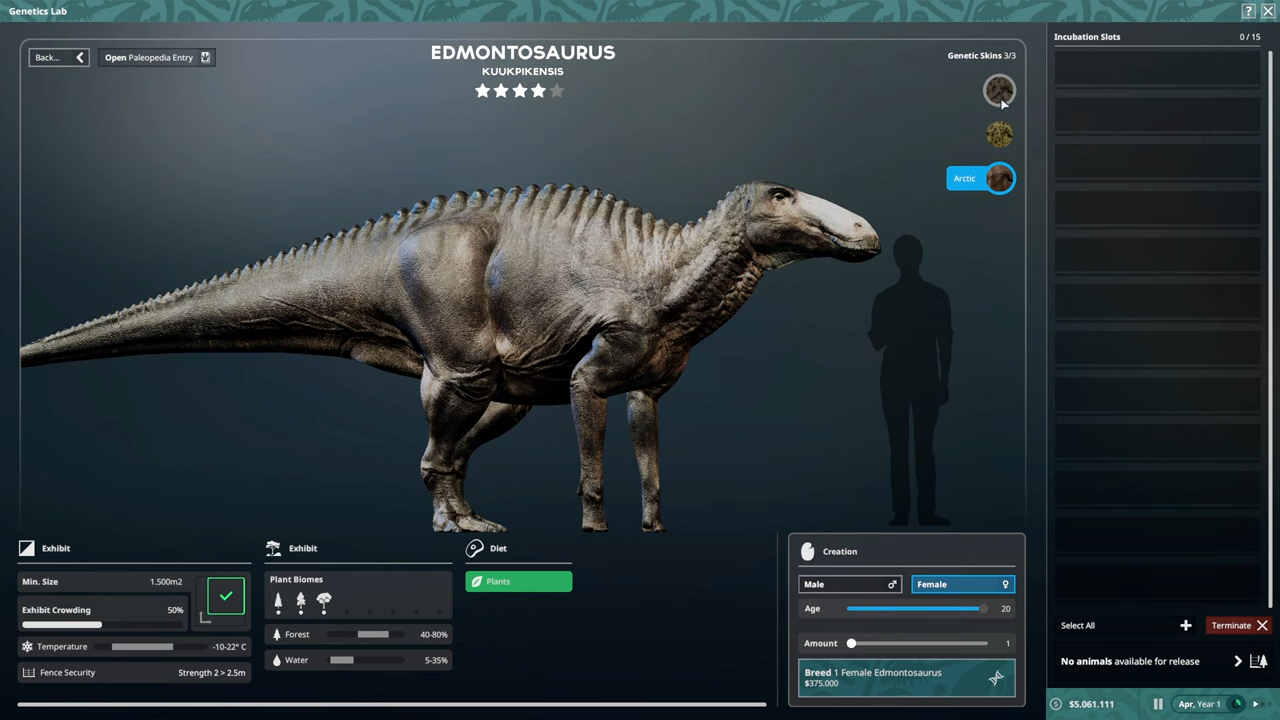 Genetics Lab
?
Back...
Open Paleopedia Entry
EDMONTOSAURUS
KUUKPIKENSIS
Genetic Skins 3/3
Arctic
Incubation Slots 0 / 15
Exhibit
Min. Size 1.500m2
Exhibit Crowding 50%
Temperature -10-22° C
Fence Security Strength 2 > 2.5m
Exhibit
Plant Biomes
Forest 40-80%
Water 5-35%
Diet
Plants
Creation
Male
Female
Age 20
Amount 1
Breed 1 Female Edmontosaurus
$375.000
Select All
Terminate
No animals available for release
$5.061.111
Apr, Year 1